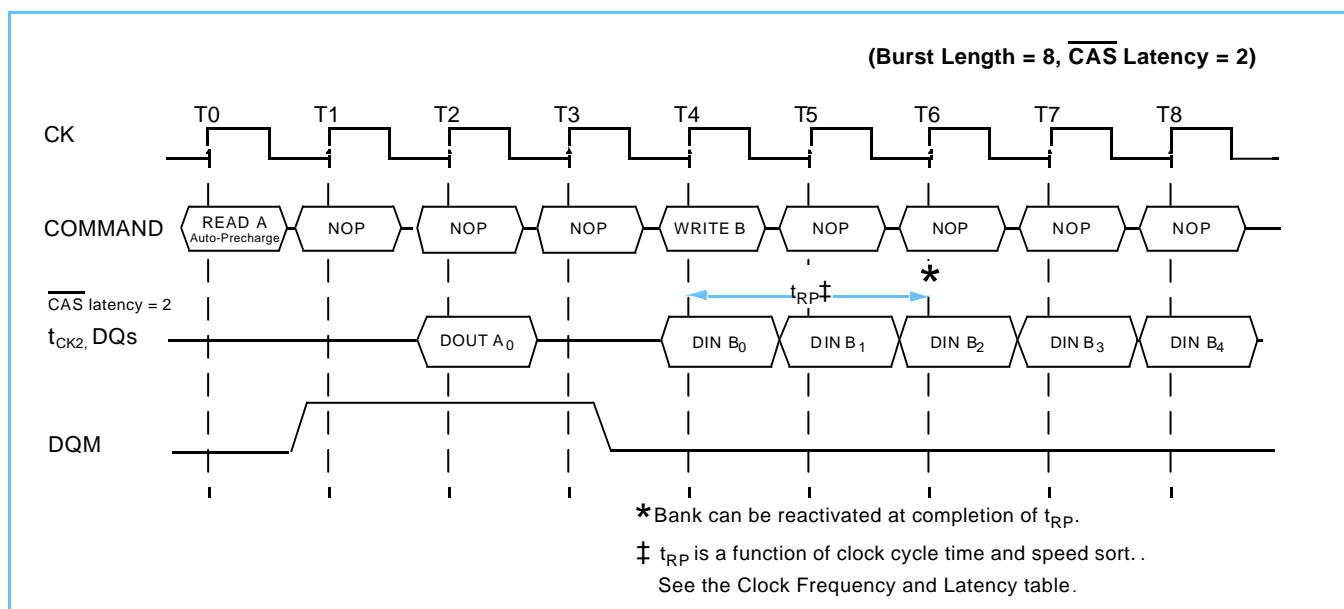 (Burst Length = 8, CAS Latency = 2)
T0 T1 T2 T3 T4 T5 T6 T7 T8
CK
COMMAND READ A NOP NOP NOP WRITE B NOP NOP NOP NOP
Auto-Precharge
*
CAS latency = 2
tRP‡
tCK2, DQs DOUT A0 DIN B0 DIN B1 DIN B2 DIN B3 DIN B4
DQM
* Bank can be reactivated at completion of tRP.
‡ tRP is a function of clock cycle time and speed sort. .
See the Clock Frequency and Latency table.